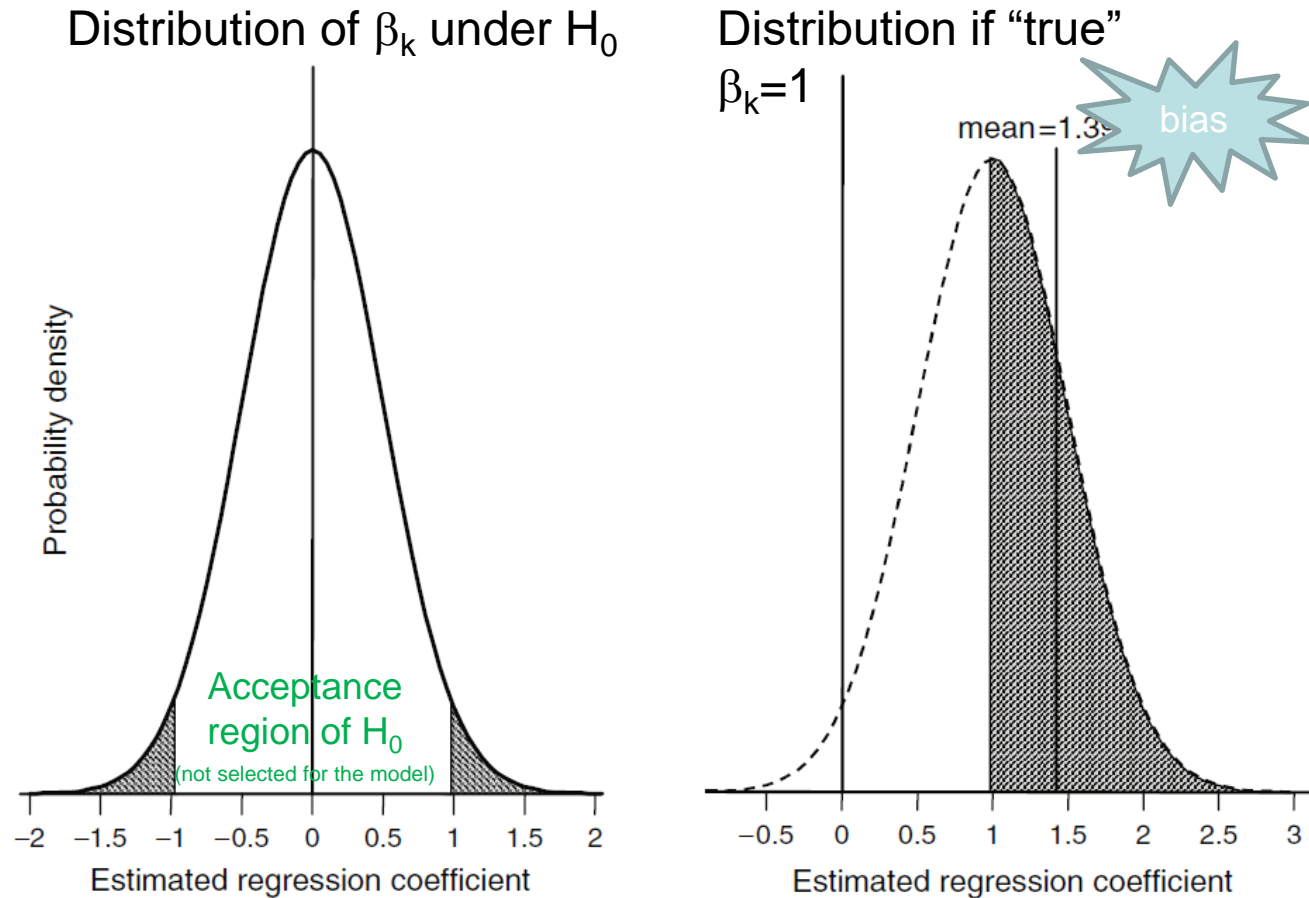 Distribution of βk under H0
Distribution if “true”
βk=1
bias
mean=1.39
Probability density
Acceptance
region of H0
(not selected for the model)
−2 −1.5 −1 −0.5 0 0.5 1 1.5 2
Estimated regression coefficient
−0.5 0 0.5 1 1.5 2 2.5 3
Estimated regression coefficient